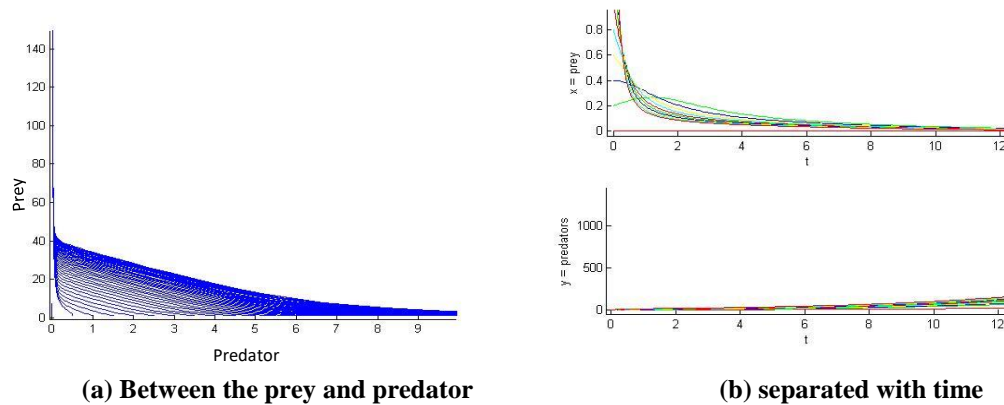 140
120
100
80
60
40
20
0
Prey
0 1 2 3 4 5 6 7 8 9
Predator
(a) Between the prey and predator
0.8
0.6
0.4
0.2
0
x = prey
0 2 4 6 8 10 12
t
1000
500
0
y = predators
0 2 4 6 8 10 12
t
(b) separated with time